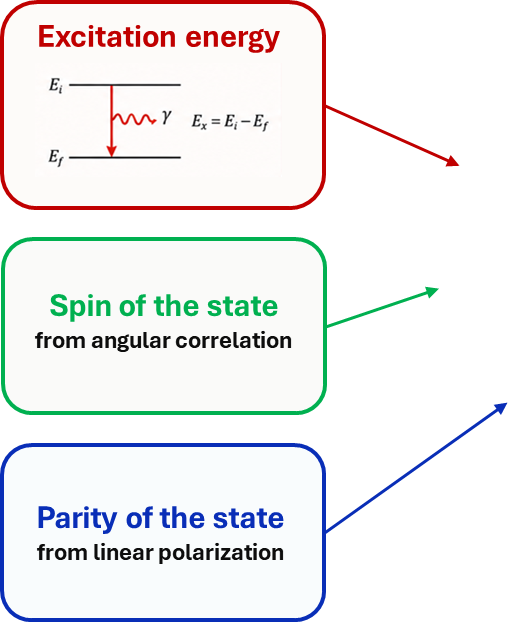 Excitation energy
E_i
γ
E_x = E_i − E_f
E_f
Spin of the state
from angular correlation
Parity of the state
from linear polarization